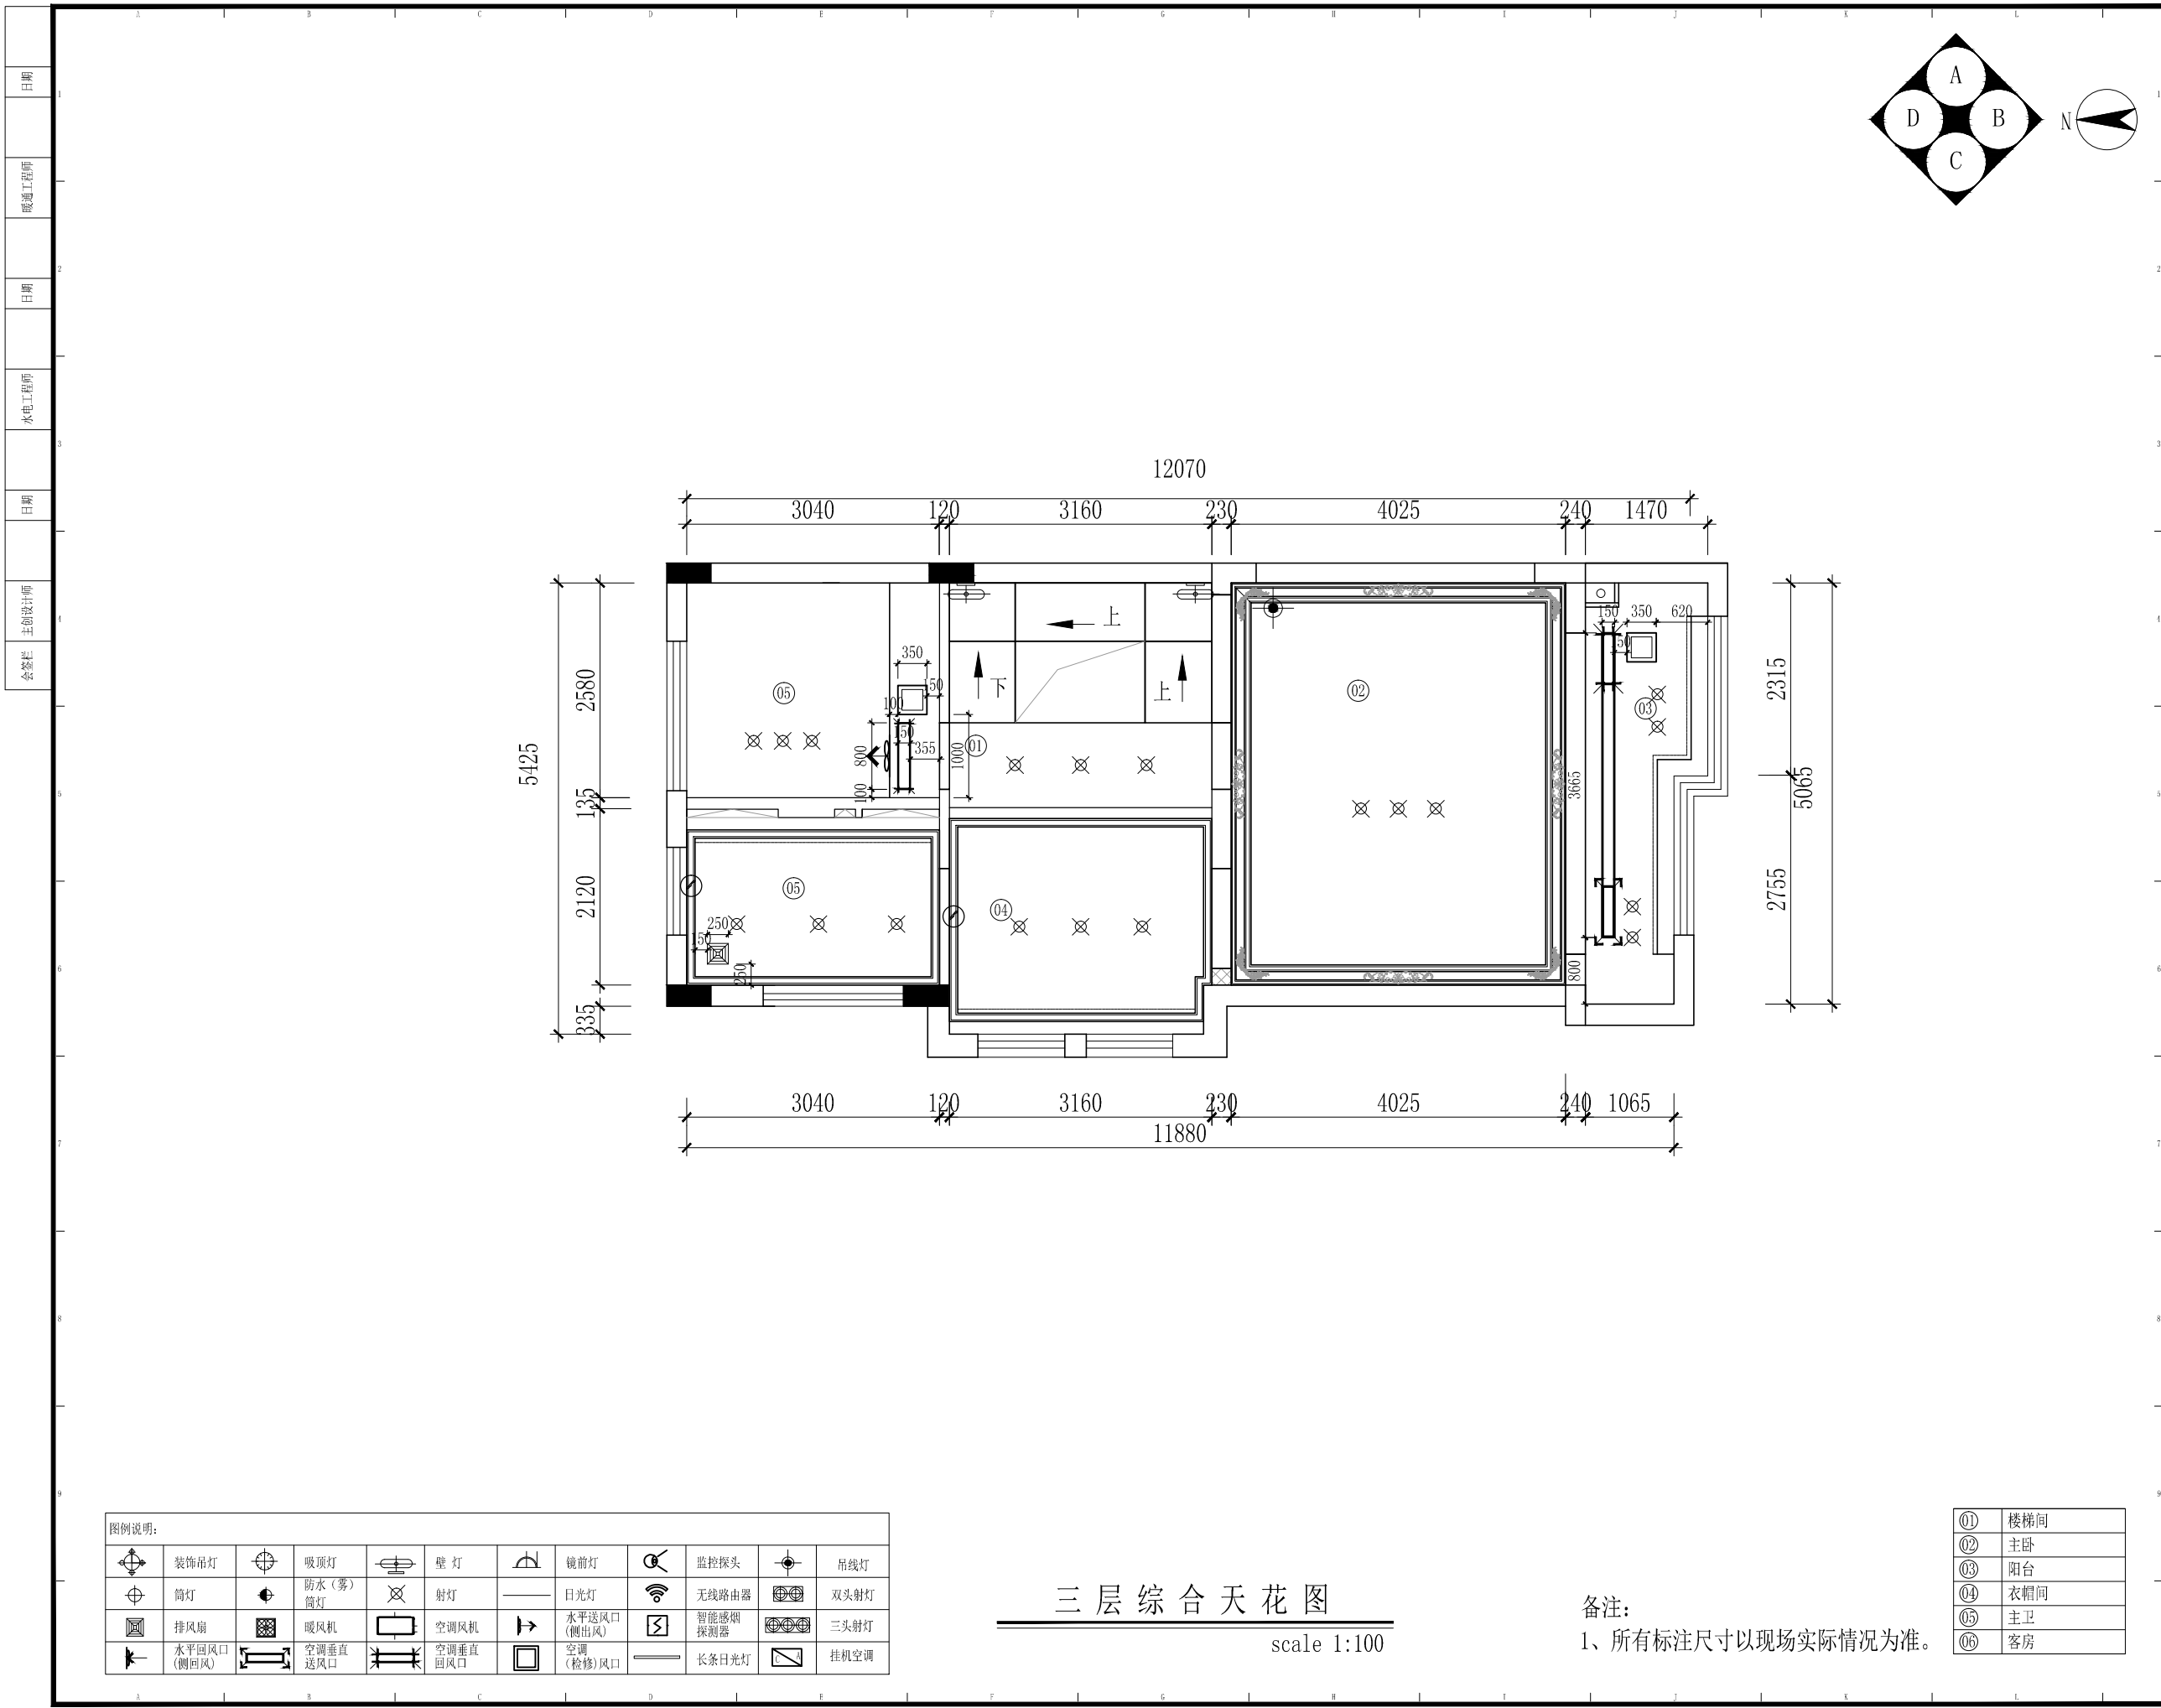 A B C D E F G H I J K L
日期
暖通工程师
日期
水电工程师
日期
主创设计师
会签栏
1
2
3
4
5
6
7
8
9
A
D
B
C
N
12070
3040 120 3160 230 4025 240 1470
5425
2580
135
2120
335
2315
5065
2755
上
下
上
05
350
150
100
150
800
355
100
1000
01
02
150 350 620
150
03
3665
800
05
250
150
250
04
3040 120 3160 230 4025 240 1065
11880
图例说明:
装饰吊灯 吸顶灯 壁 灯 镜前灯 监控探头 吊线灯
筒灯 防水（雾）筒灯 射灯 日光灯 无线路由器 双头射灯
排风扇 暖风机 空调风机 水平送风口(侧出风) 智能感烟探测器 三头射灯
水平回风口(侧回风) 空调垂直送风口 空调垂直回风口 空调(检修)风口 长条日光灯 C A 挂机空调
三层综合天花图
scale 1:100
备注:
1、所有标注尺寸以现场实际情况为准。
01 楼梯间
02 主卧
03 阳台
04 衣帽间
05 主卫
06 客房
A B C D E F G H I J K L